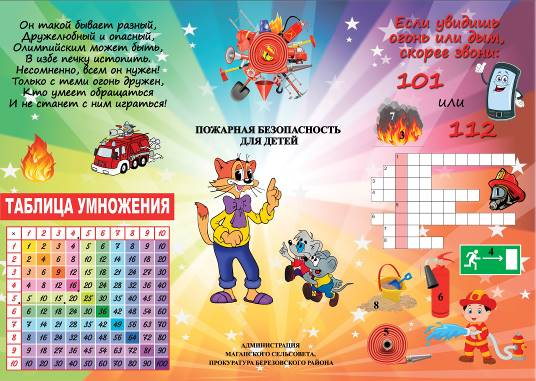 Он такой бывает разный,
Дружелюбный и опасный,
Олимпийским может быть,
В избе печку истопить.
Несомненно, всем он нужен!
Только с теми огонь дружен,
Кто умеет обращаться
И не станет с ним играться!
Если увидишь
огонь или дым,
скорее звони:
101
или
112
ПОЖАРНАЯ БЕЗОПАСНОСТЬ
ДЛЯ ДЕТЕЙ
7
3
1
2
4
5
6
7
8
ТАБЛИЦА УМНОЖЕНИЯ
× 1 2 3 4 5 6 7 8 9 10
1 1 2 3 4 5 6 7 8 9 10
2 2 4 6 8 10 12 14 16 18 20
3 3 6 9 12 15 18 21 24 27 30
4 4 8 12 16 20 24 28 32 36 40
5 5 10 15 20 25 30 35 40 45 50
6 6 12 18 24 30 36 42 48 54 60
7 7 14 21 28 35 42 49 56 63 70
8 8 16 24 32 40 48 56 64 72 80
9 9 18 27 36 45 54 63 72 81 90
10 10 20 30 40 50 60 70 80 90 100
4
8
6
5
АДМИНИСТРАЦИЯ
МАГАНСКОГО СЕЛЬСОВЕТА,
ПРОКУРАТУРА БЕРЕЗОВСКОГО РАЙОНА